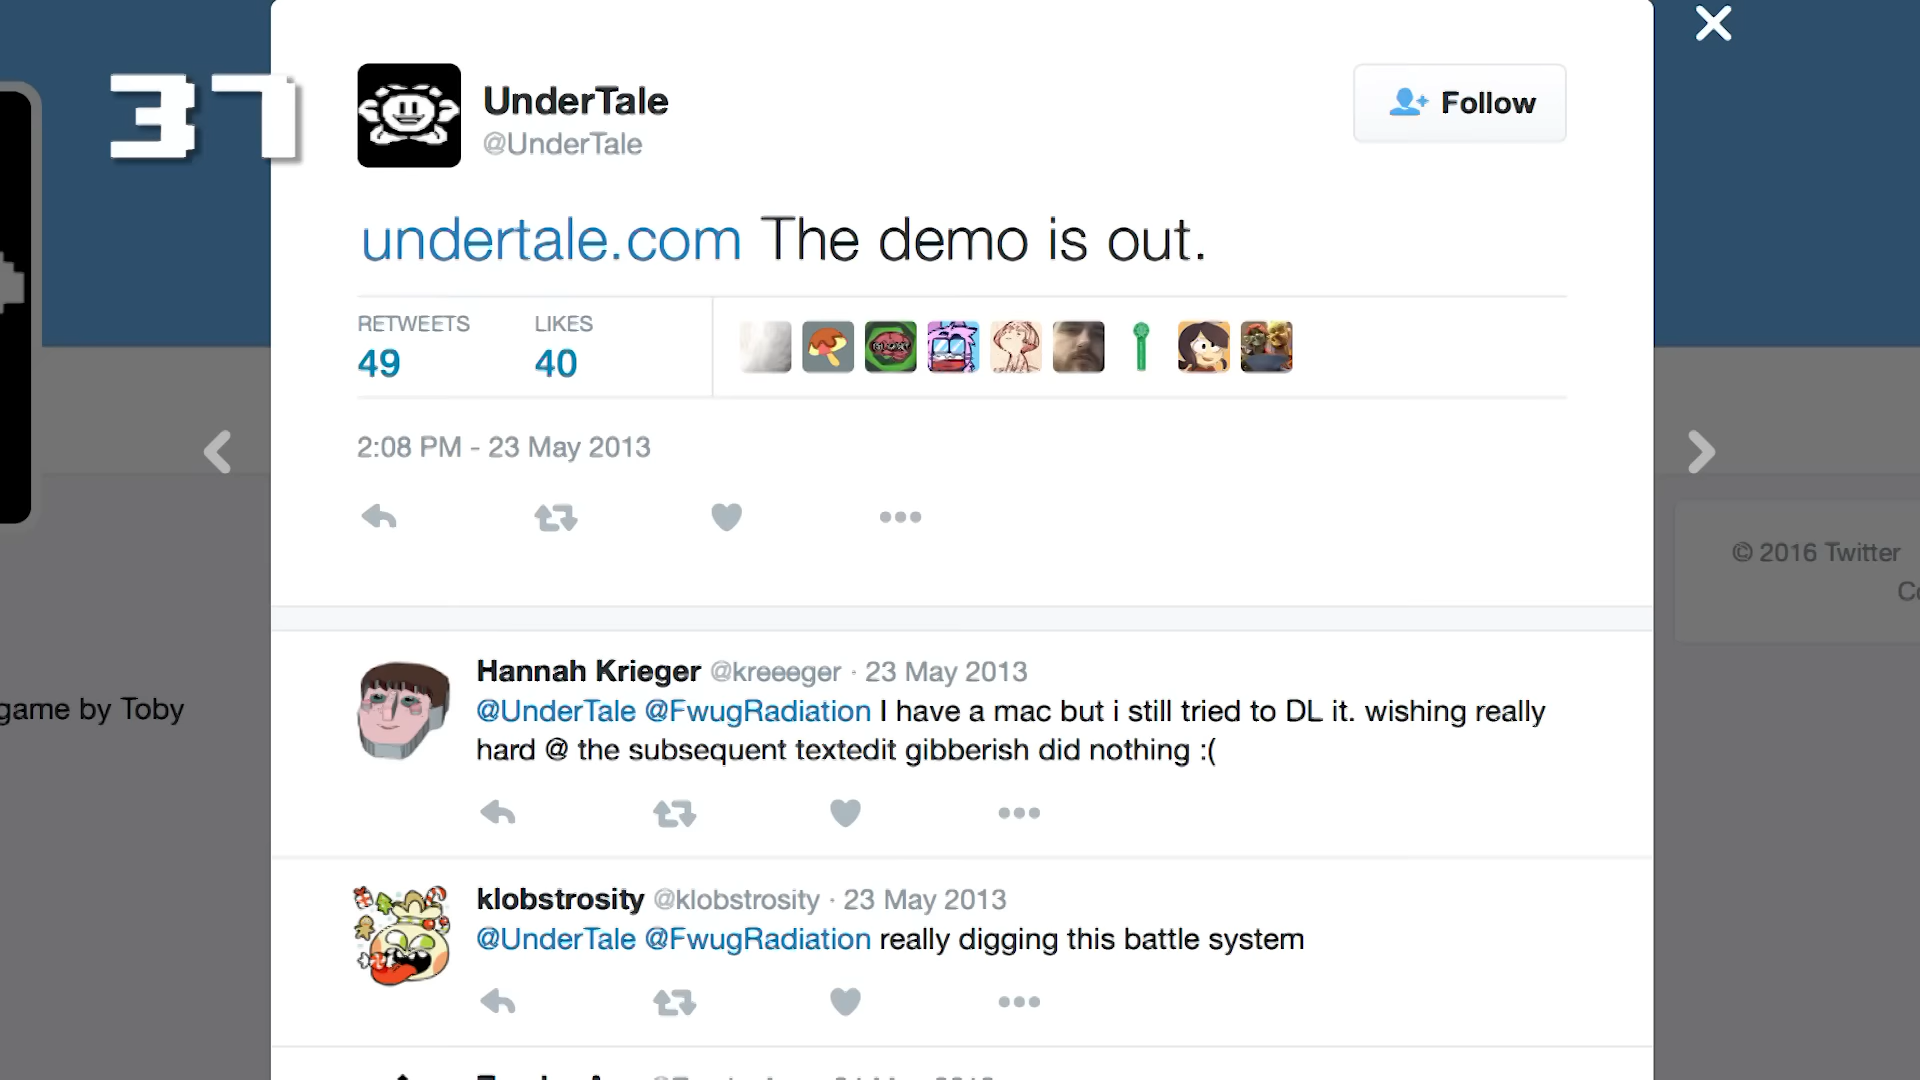 37
UnderTale
@UnderTale
Follow
undertale.com The demo is out.
RETWEETS
49
LIKES
40
2:08 PM - 23 May 2013
© 2016 Twitter
game by Toby
Hannah Krieger @kreeeger · 23 May 2013
@UnderTale @FwugRadiation I have a mac but i still tried to DL it. wishing really
hard @ the subsequent textedit gibberish did nothing :(
klobstrosity @klobstrosity · 23 May 2013
@UnderTale @FwugRadiation really digging this battle system